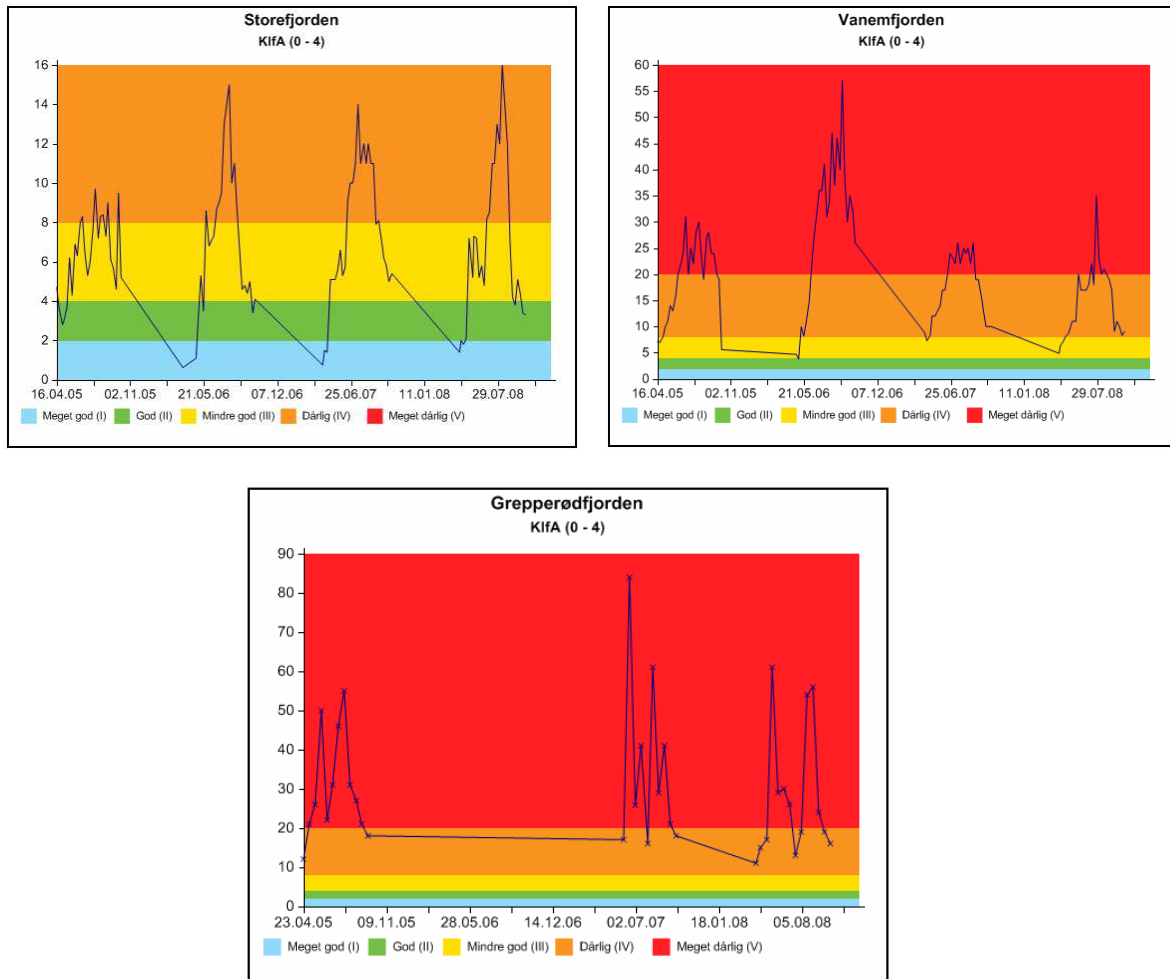 Storefjorden
KlfA (0 - 4)
16
14
12
10
8
6
4
2
0
16.04.05 02.11.05 21.05.06 07.12.06 25.06.07 11.01.08 29.07.08
Meget god (I) God (II) Mindre god (III) Dårlig (IV) Meget dårlig (V)
Vanemfjorden
KlfA (0 - 4)
60
55
50
45
40
35
30
25
20
15
10
5
0
16.04.05 02.11.05 21.05.06 07.12.06 25.06.07 11.01.08 29.07.08
Meget god (I) God (II) Mindre god (III) Dårlig (IV) Meget dårlig (V)
Grepperødfjorden
KlfA (0 - 4)
90
80
70
60
50
40
30
20
10
0
23.04.05 09.11.05 28.05.06 14.12.06 02.07.07 18.01.08 05.08.08
Meget god (I) God (II) Mindre god (III) Dårlig (IV) Meget dårlig (V)